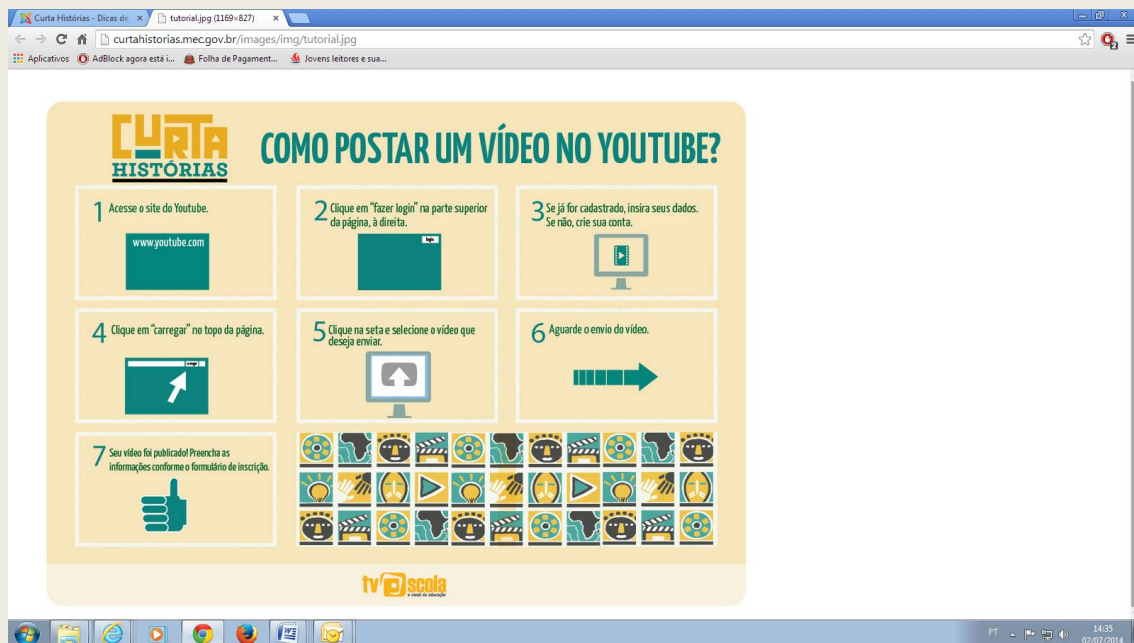 Curta Histórias - Dicas de
tutorial.jpg (1169×827)
curtahistorias.mec.gov.br/images/img/tutorial.jpg
Aplicativos
AdBlock agora está i...
Folha de Pagament...
Jovens leitores e sua...
CURTA
HISTÓRIAS
COMO POSTAR UM VÍDEO NO YOUTUBE?
1 Acesse o site do Youtube.
www.youtube.com
2 Clique em “fazer login” na parte superior
da página, à direita.
login
3 Se já for cadastrado, insira seus dados.
Se não, crie sua conta.
4 Clique em “carregar” no topo da página.
5 Clique na seta e selecione o vídeo que
deseja enviar.
6 Aguarde o envio do vídeo.
7 Seu vídeo foi publicado! Preencha as
informações conforme o formulário de inscrição.
tv escola
o canal da educação
PT
14:35
02/07/2014